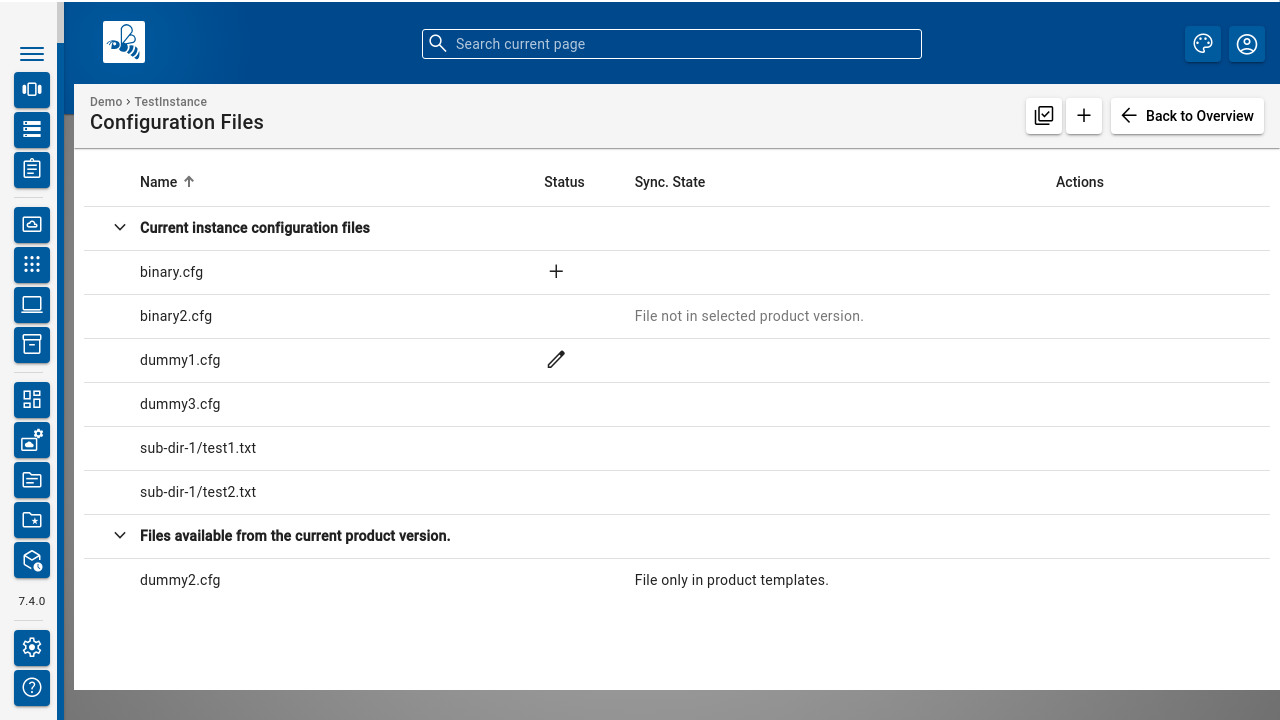 Search current page
Demo › TestInstance
Configuration Files
Back to Overview
Name Status Sync. State Actions
Current instance configuration files
binary.cfg
binary2.cfg File not in selected product version.
dummy1.cfg
dummy3.cfg
sub-dir-1/test1.txt
sub-dir-1/test2.txt
Files available from the current product version.
dummy2.cfg File only in product templates.
7.4.0